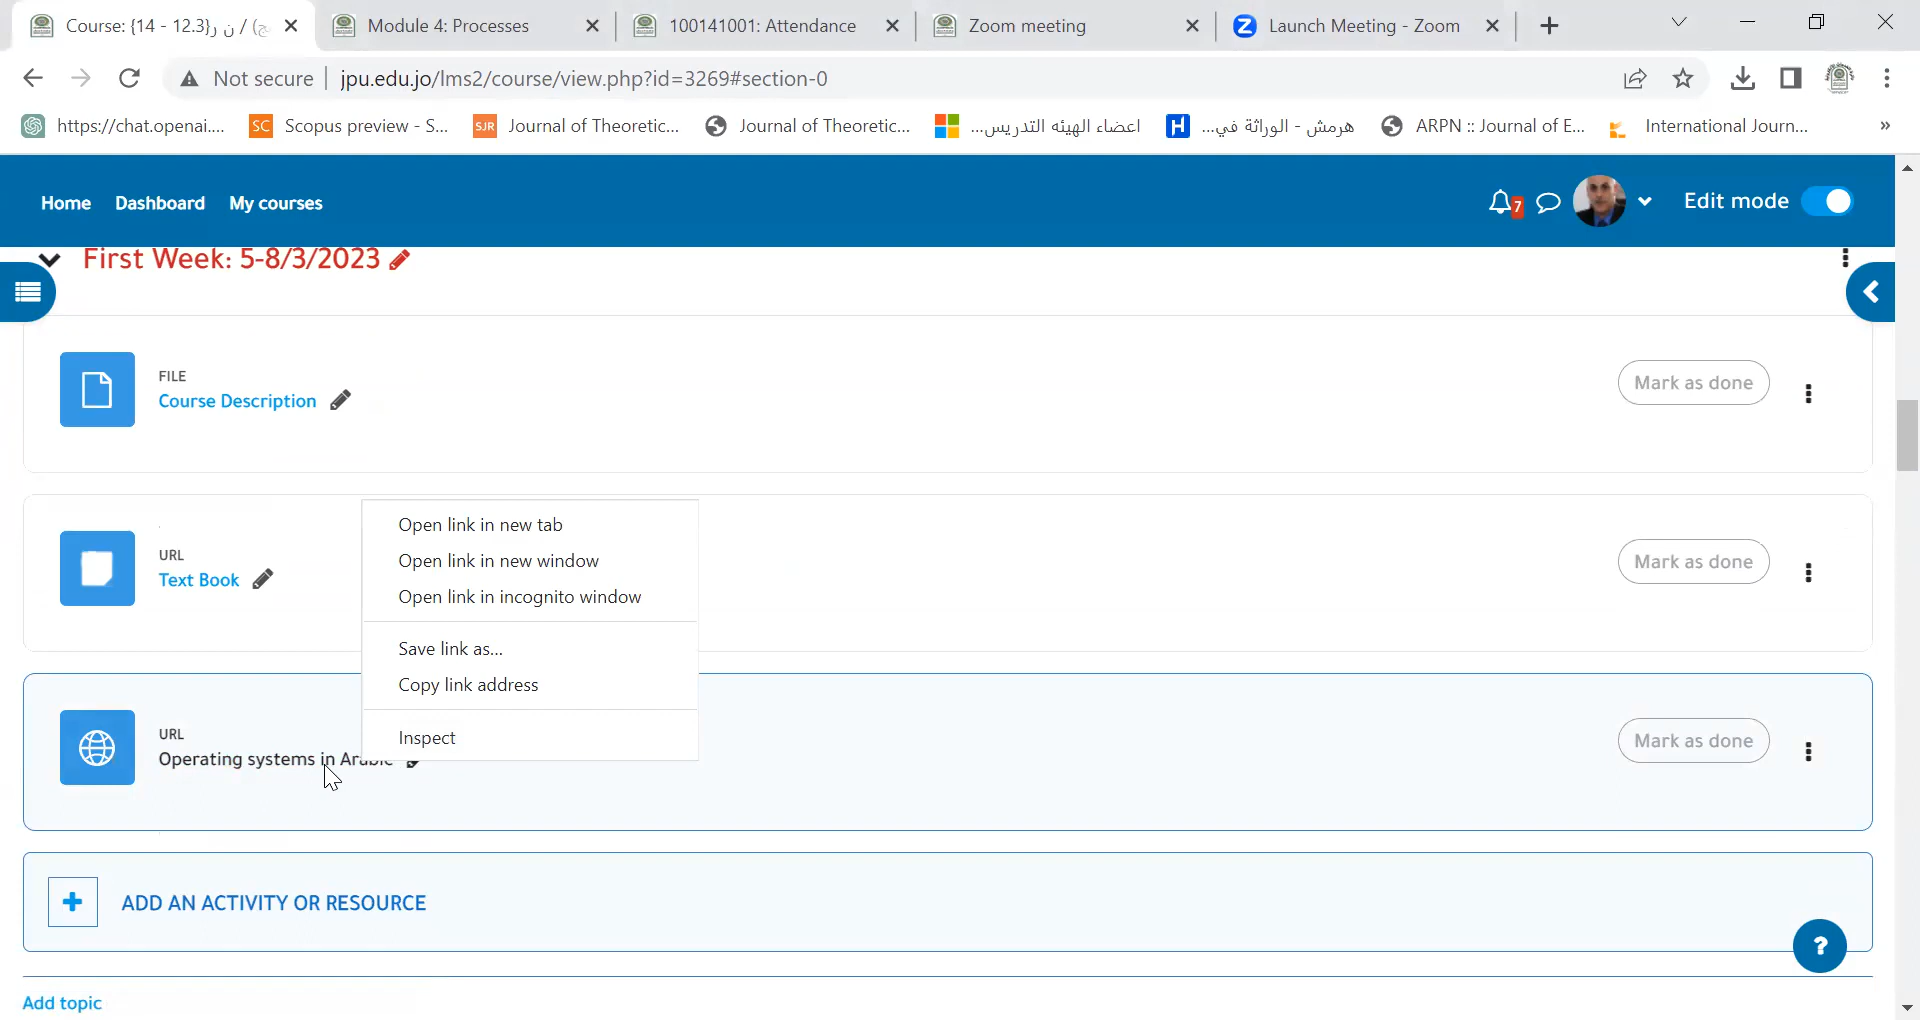 Course: {14 - 12.3}ن ر / (ج
Module 4: Processes
100141001: Attendance
Zoom meeting
Launch Meeting - Zoom
Not secure
jpu.edu.jo/lms2/course/view.php?id=3269#section-0
https://chat.openai....
SC
Scopus preview - S...
SJR
Journal of Theoretic...
Journal of Theoretic...
اعضاء الهيئه التدريس...
H
هرمش - الوراثة في...
ARPN :: Journal of E...
International Journ...
»
Home
Dashboard
My courses
7
Edit mode
First Week: 5-8/3/2023
FILE
Course Description
Mark as done
URL
Text Book
Mark as done
Open link in new tab
Open link in new window
Open link in incognito window
Save link as...
Copy link address
Inspect
URL
Operating systems in Arabic
Mark as done
+
ADD AN ACTIVITY OR RESOURCE
?
Add topic